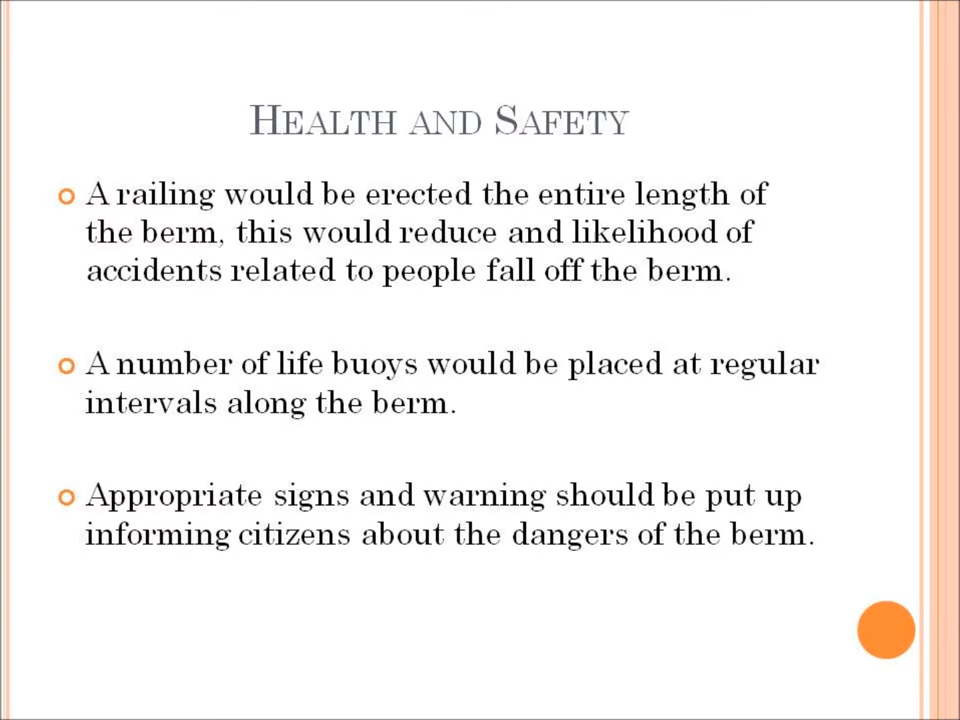 Health and Safety
A railing would be erected the entire length of
the berm, this would reduce and likelihood of
accidents related to people fall off the berm.
A number of life buoys would be placed at regular
intervals along the berm.
Appropriate signs and warning should be put up
informing citizens about the dangers of the berm.